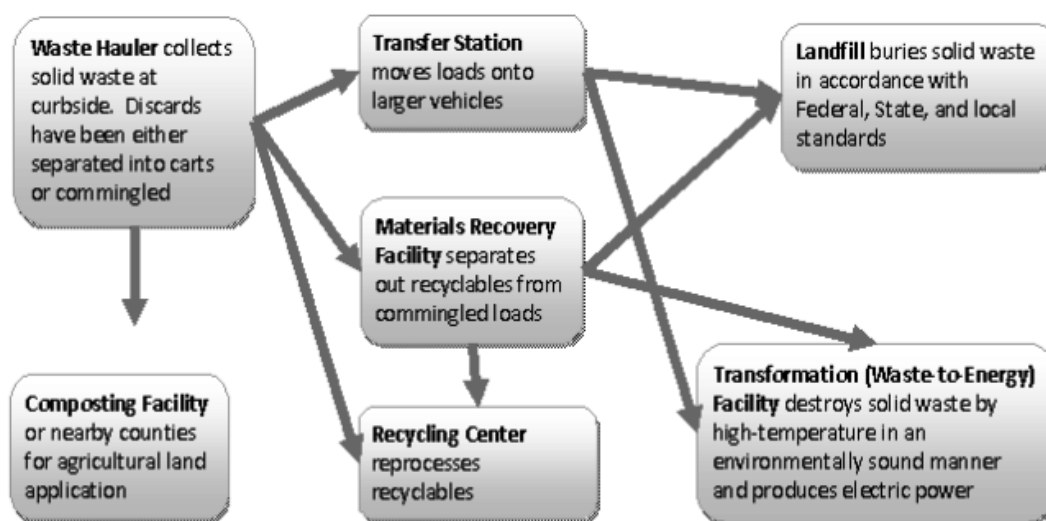 Waste Hauler collects
solid waste at
curbside. Discards
have been either
separated into carts
or commingled
Transfer Station
moves loads onto
larger vehicles
Landfill buries solid waste
in accordance with
Federal, State, and local
standards
Materials Recovery
Facility separates
out recyclables from
commingled loads
Composting Facility
or nearby counties
for agricultural land
application
Recycling Center
reprocesses
recyclables
Transformation (Waste-to-Energy)
Facility destroys solid waste by
high-temperature in an
environmentally sound manner
and produces electric power